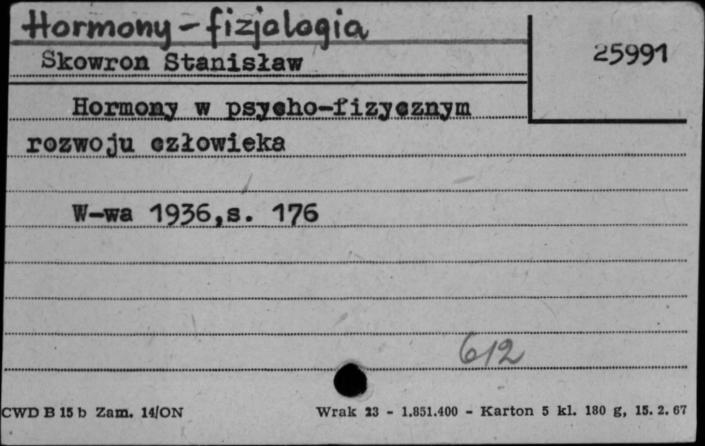 Hormony - fizjologia
25991
Skowron Stanisław
Hormony w psycho-fizycznym
rozwoju człowieka
W-wa 1936, s. 176
612
CWD B 15 b Zam. 14/ON
Wrak 23 - 1.851.400 - Karton 5 kl. 180 g, 15. 2. 67